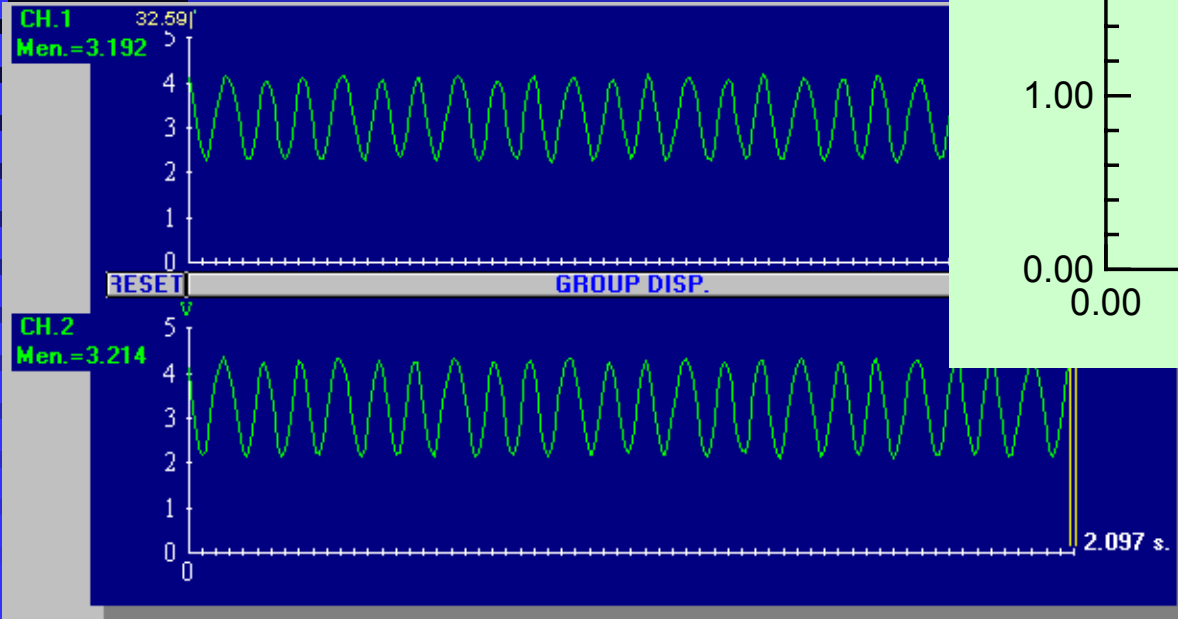 CH.1
32.59
Men.=3.192
5
4
3
2
1
0
1.00
0.00
0.00
RESET
GROUP DISP.
V
CH.2
Men.=3.214
5
4
3
2
1
0
0
2.097 s.